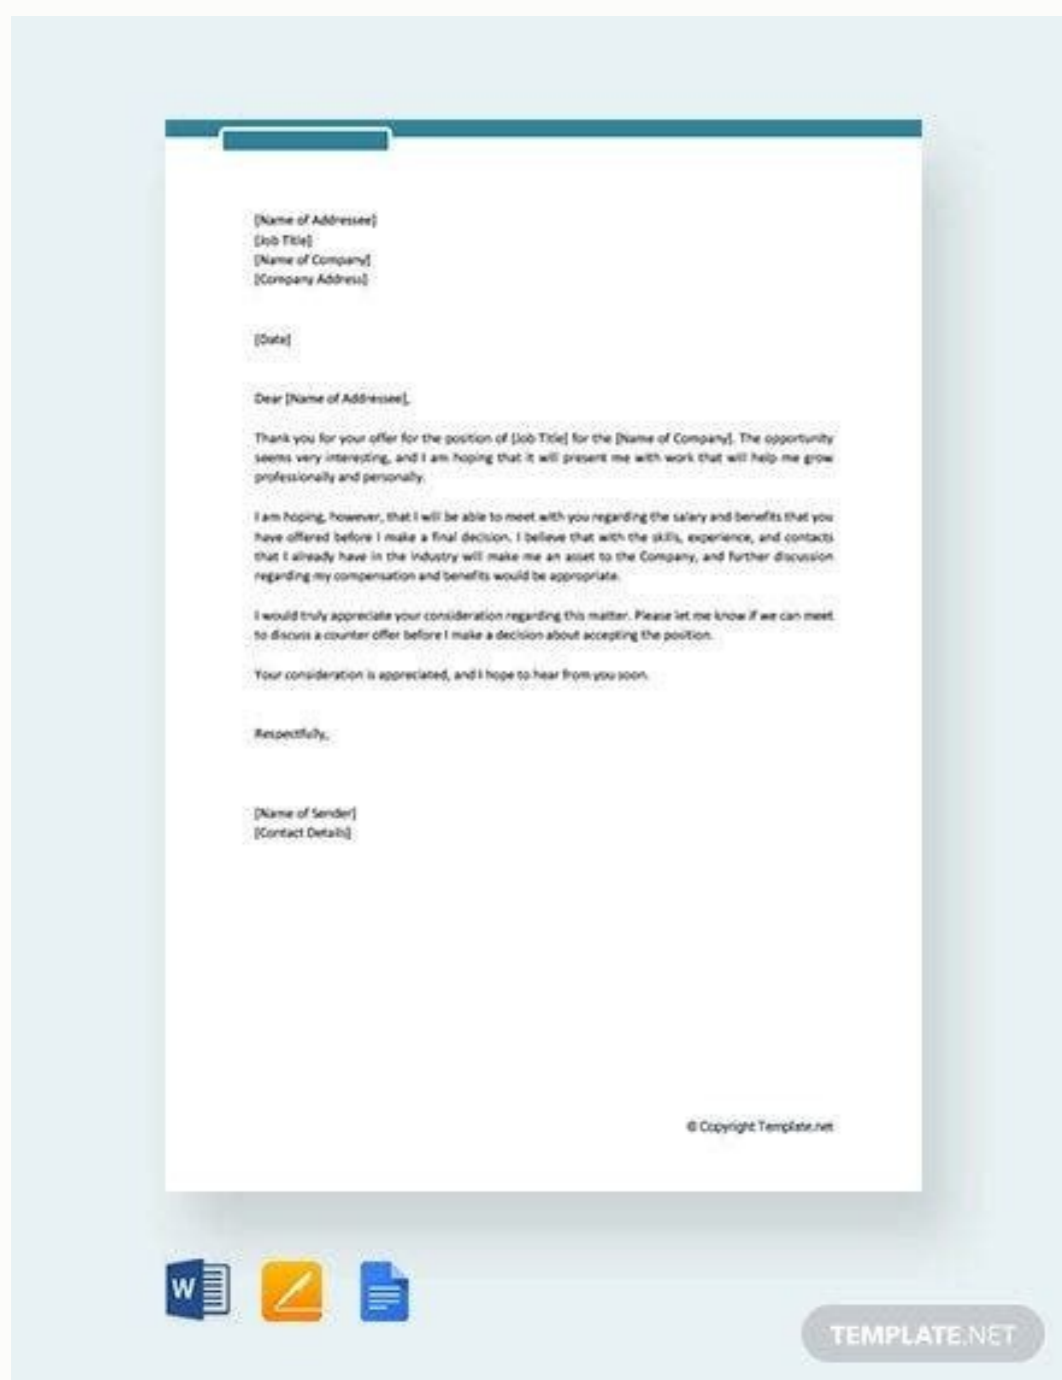 [Name of Addressee]
[Job Title]
[Name of Company]
[Company Address]
[Date]
Dear [Name of Addressee],
Thank you for your offer for the position of [Job Title] for the [Name of Company]. The opportunity
seems very interesting, and I am hoping that it will present me with work that will help me grow
professionally and personally.
I am hoping, however, that I will be able to meet with you regarding the salary and benefits that you
have offered before I make a final decision. I believe that with the skills, experience, and contacts
that I already have in the industry will make me an asset to the Company, and further discussion
regarding my compensation and benefits would be appropriate.
I would truly appreciate your consideration regarding this matter. Please let me know if we can meet
to discuss a counter offer before I make a decision about accepting the position.
Your consideration is appreciated, and I hope to hear from you soon.
Respectfully,
[Name of Sender]
[Contact Details]
© Copyright Template.net
W
TEMPLATE.NET